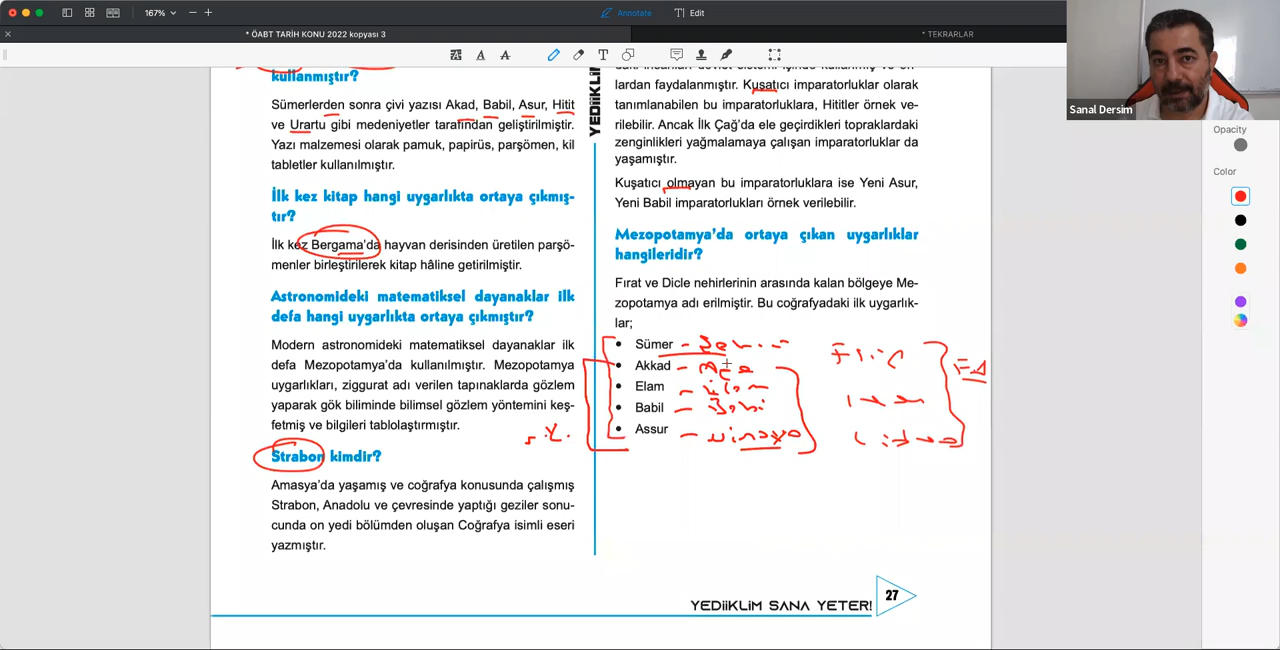 167%
Annotate
Edit
* ÖABT TARİH KONU 2022 kopyası 3
* TEKRARLAR
Sanal Dersim
Opacity
Color
kullanmıştır?
Sümerlerden sonra çivi yazısı Akad, Babil, Asur, Hitit
ve Urartu gibi medeniyetler tarafından geliştirilmiştir.
Yazı malzemesi olarak pamuk, papirüs, parşömen, kil
tabletler kullanılmıştır.
İlk kez kitap hangi uygarlıkta ortaya çıkmış-
tır?
İlk kez Bergama'da hayvan derisinden üretilen parşö-
menler birleştirilerek kitap hâline getirilmiştir.
Astronomideki matematiksel dayanaklar ilk
defa hangi uygarlıkta ortaya çıkmıştır?
Modern astronomideki matematiksel dayanaklar ilk
defa Mezopotamya'da kullanılmıştır. Mezopotamya
uygarlıkları, ziggurat adı verilen tapınaklarda gözlem
yaparak gök biliminde bilimsel gözlem yöntemini keş-
fetmiş ve bilgileri tablolaştırmıştır.
Strabon kimdir?
Amasya'da yaşamış ve coğrafya konusunda çalışmış
Strabon, Anadolu ve çevresinde yaptığı geziler sonu-
cunda on yedi bölümden oluşan Coğrafya isimli eseri
yazmıştır.
YEDİİKLİM
lardan faydalanmıştır. Kuşatıcı imparatorluklar olarak
tanımlanabilen bu imparatorluklara, Hititler örnek ve-
rilebilir. Ancak İlk Çağ'da ele geçirdikleri topraklardaki
zenginlikleri yağmalamaya çalışan imparatorluklar da
yaşamıştır.
Kuşatıcı olmayan bu imparatorluklara ise Yeni Asur,
Yeni Babil imparatorlukları örnek verilebilir.
Mezopotamya'da ortaya çıkan uygarlıklar
hangileridir?
Fırat ve Dicle nehirlerinin arasında kalan bölgeye Me-
zopotamya adı erilmiştir. Bu coğrafyadaki ilk uygarlık-
lar;
• Sümer
• Akkad
• Elam
• Babil
• Assur
YEDİİKLİM SANA YETER!
27